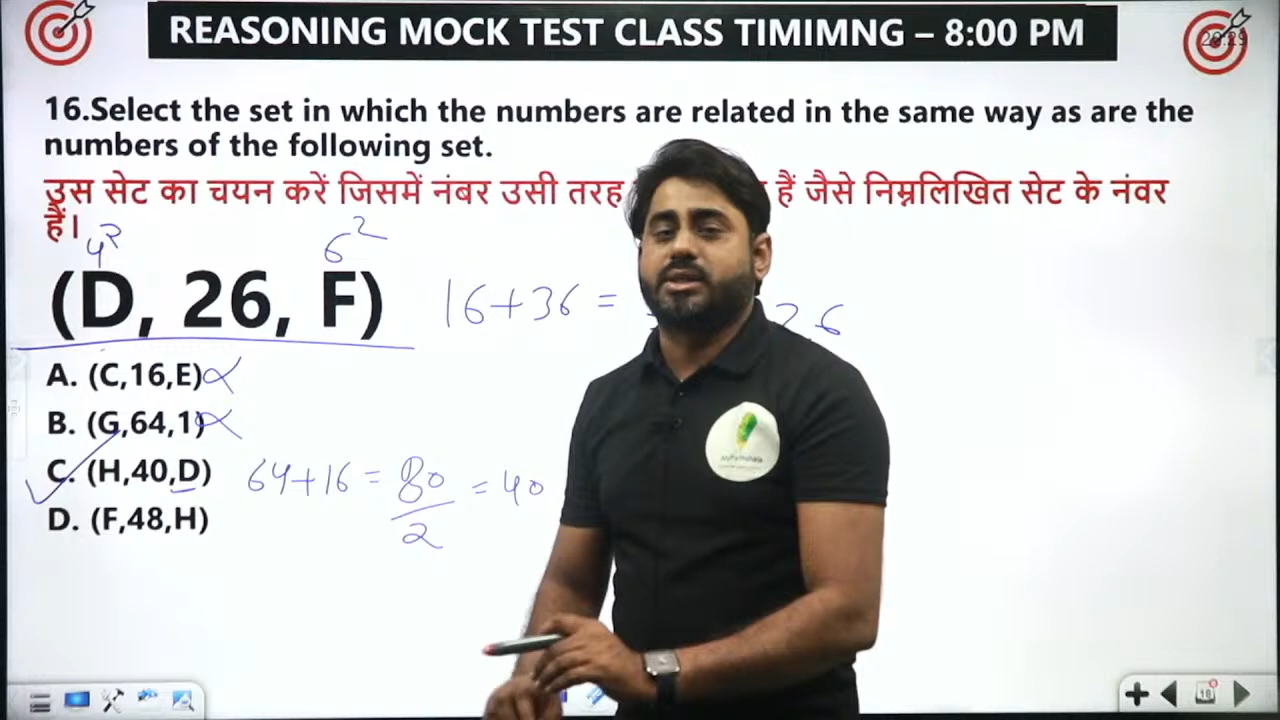 REASONING MOCK TEST CLASS TIMIMNG – 8:00 PM
16.Select the set in which the numbers are related in the same way as are the
numbers of the following set.
उस सेट का चयन करें जिसमें नंबर उसी तरह हैं जैसे निम्नलिखित सेट के नंवर
हैं।
4² 6²
(D, 26, F) 16+36 = 26
A. (C,16,E)
B. (G,64,1)
C. (H,40,D) 64+16 = 80/2 = 40
D. (F,48,H)